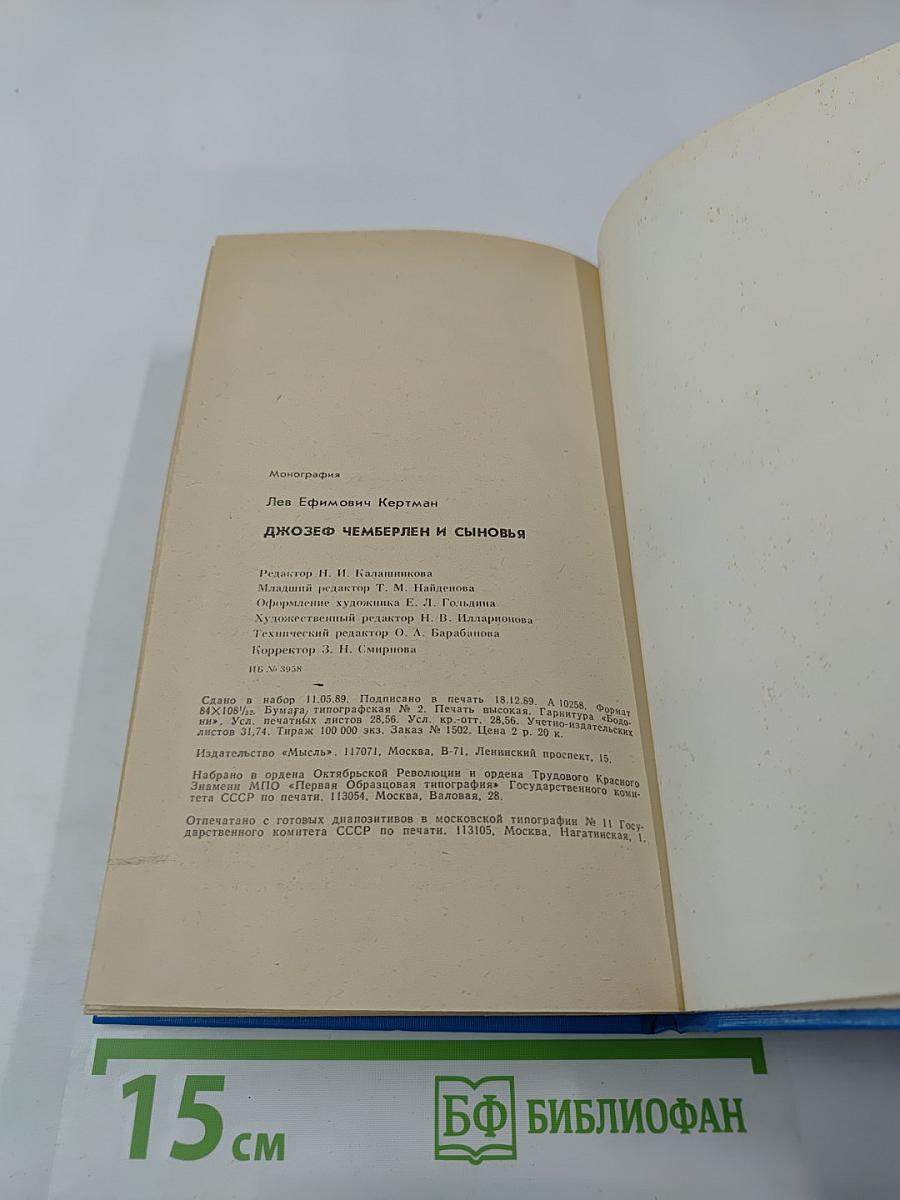 Монография
Лев Ефимович Кертман
ДЖОЗЕФ ЧЕМБЕРЛЕН И СЫНОВЬЯ
Редактор Н. И. Калашникова
Младший редактор Т. М. Найденова
Оформление художника Е. Л. Гольдина
Художественный редактор Н. В. Илларионова
Технический редактор О. А. Барабанова
Корректор З. Н. Смирнова
ИБ № 3958
Сдано в набор 11.05.89. Подписано в печать 18.12.89. А 10258. Формат
84×108¹/₃₂. Бумага типографская № 2. Печать высокая. Гарнитура «Бодо-
ни». Усл. печатных листов 28,56. Усл. кр.-отт. 28,56. Учетно-издательских
листов 31,74. Тираж 100 000 экз. Заказ № 1502. Цена 2 р. 20 к.
Издательство «Мысль». 117071, Москва, В-71, Ленинский проспект, 15.
Набрано в ордена Октябрьской Революции и ордена Трудового Красного
Знамени МПО «Первая Образцовая типография» Государственного коми-
тета СССР по печати. 113054, Москва, Валовая, 28.
Отпечатано с готовых диапозитивов в московской типографии № 11 Госу-
дарственного комитета СССР по печати. 113105, Москва, Нагатинская, 1.
15 см
БФ БИБЛИОФАН